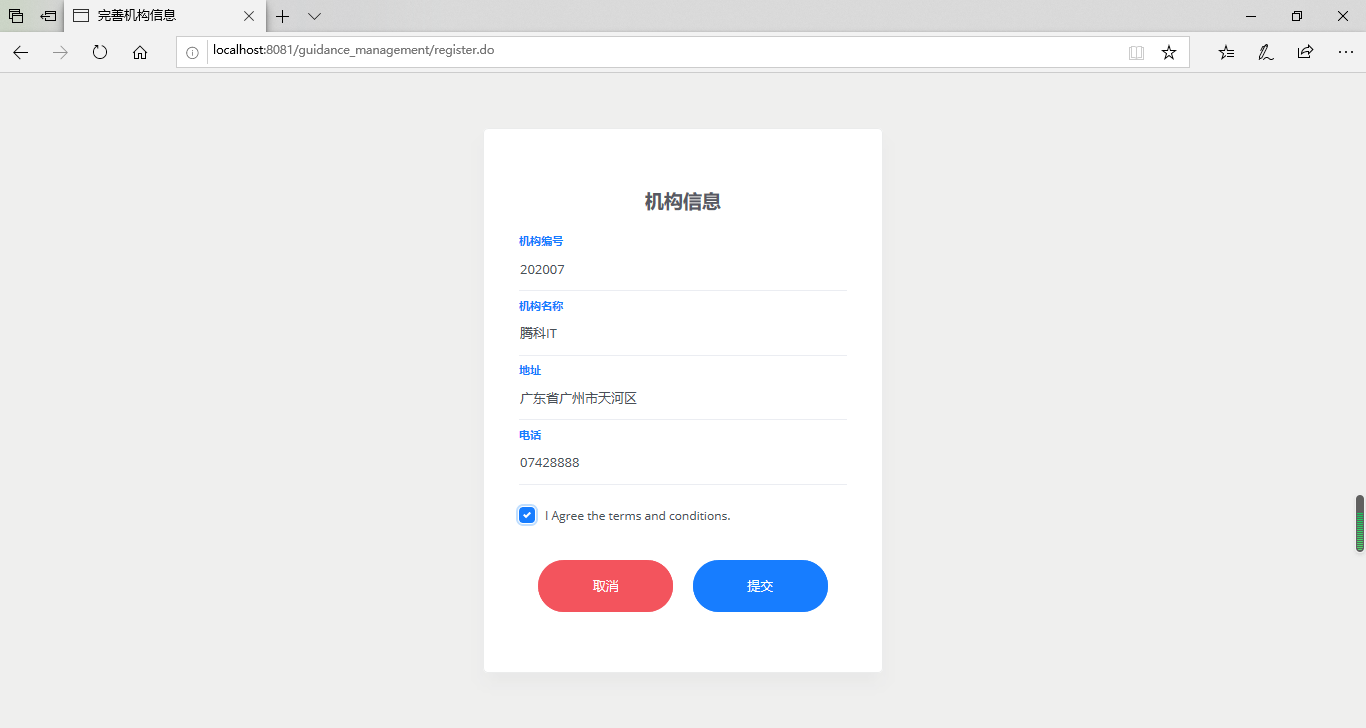 完善机构信息
localhost:8081/guidance_management/register.do
机构信息
机构编号
202007
机构名称
腾科IT
地址
广东省广州市天河区
电话
07428888
I Agree the terms and conditions.
取消
提交